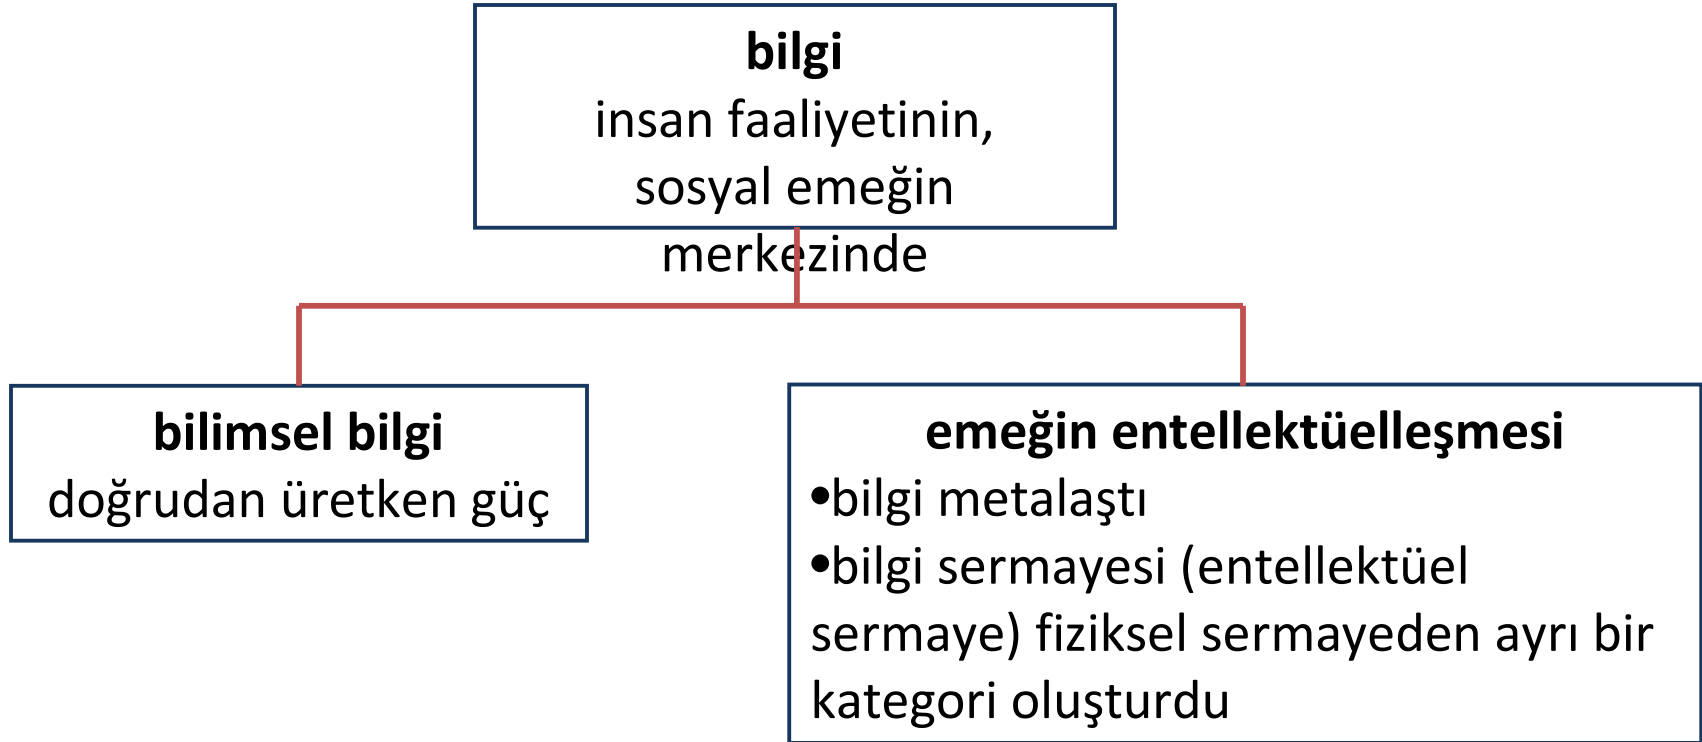 bilgi
insan faaliyetinin,
sosyal emeğin
merkezinde
bilimsel bilgi
doğrudan üretken güç
emeğin entellektüelleşmesi
•bilgi metalaştı
•bilgi sermayesi (entellektüel
sermaye) fiziksel sermayeden ayrı bir
kategori oluşturdu